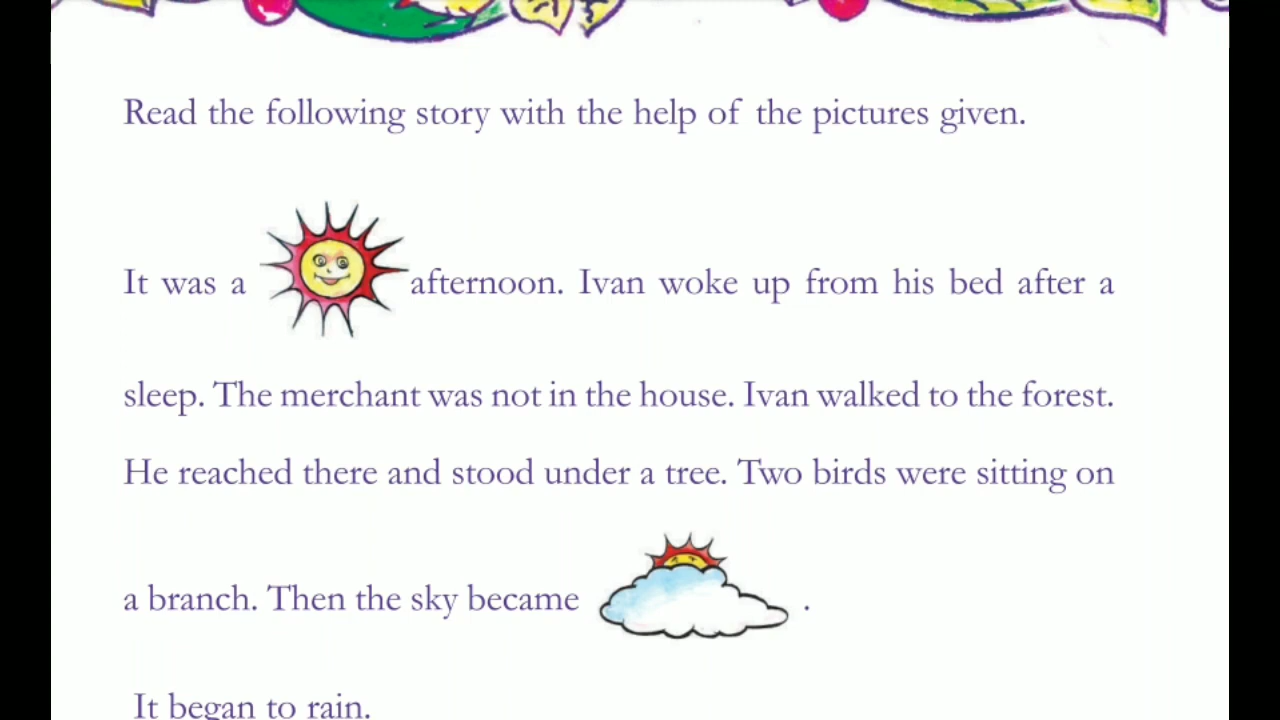 Read the following story with the help of the pictures given.
It was a afternoon. Ivan woke up from his bed after a
sleep. The merchant was not in the house. Ivan walked to the forest.
He reached there and stood under a tree. Two birds were sitting on
a branch. Then the sky became .
It began to rain.